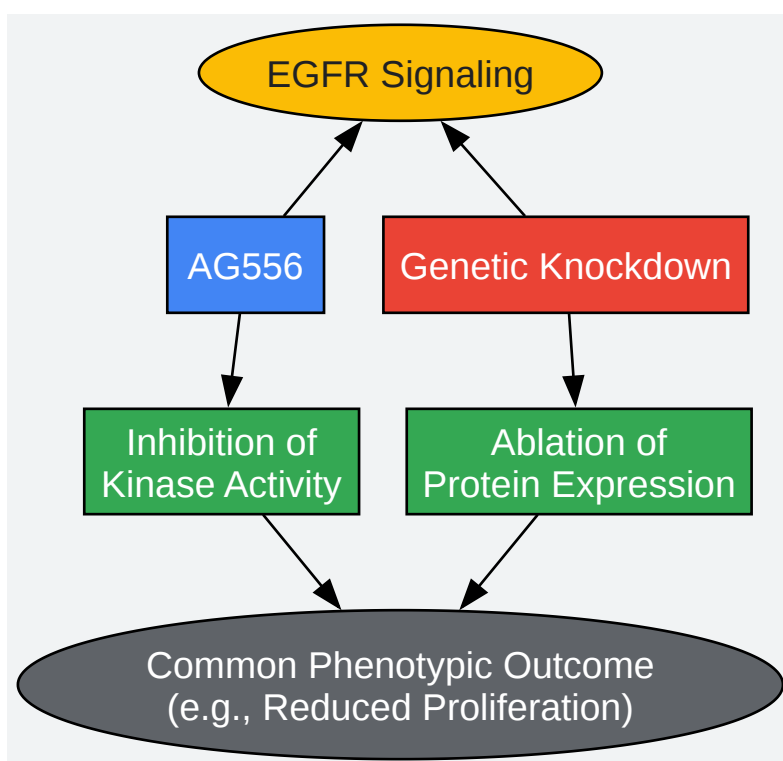 EGFR Signaling
AG556
Genetic Knockdown
Inhibition of
Kinase Activity
Ablation of
Protein Expression
Common Phenotypic Outcome
(e.g., Reduced Proliferation)